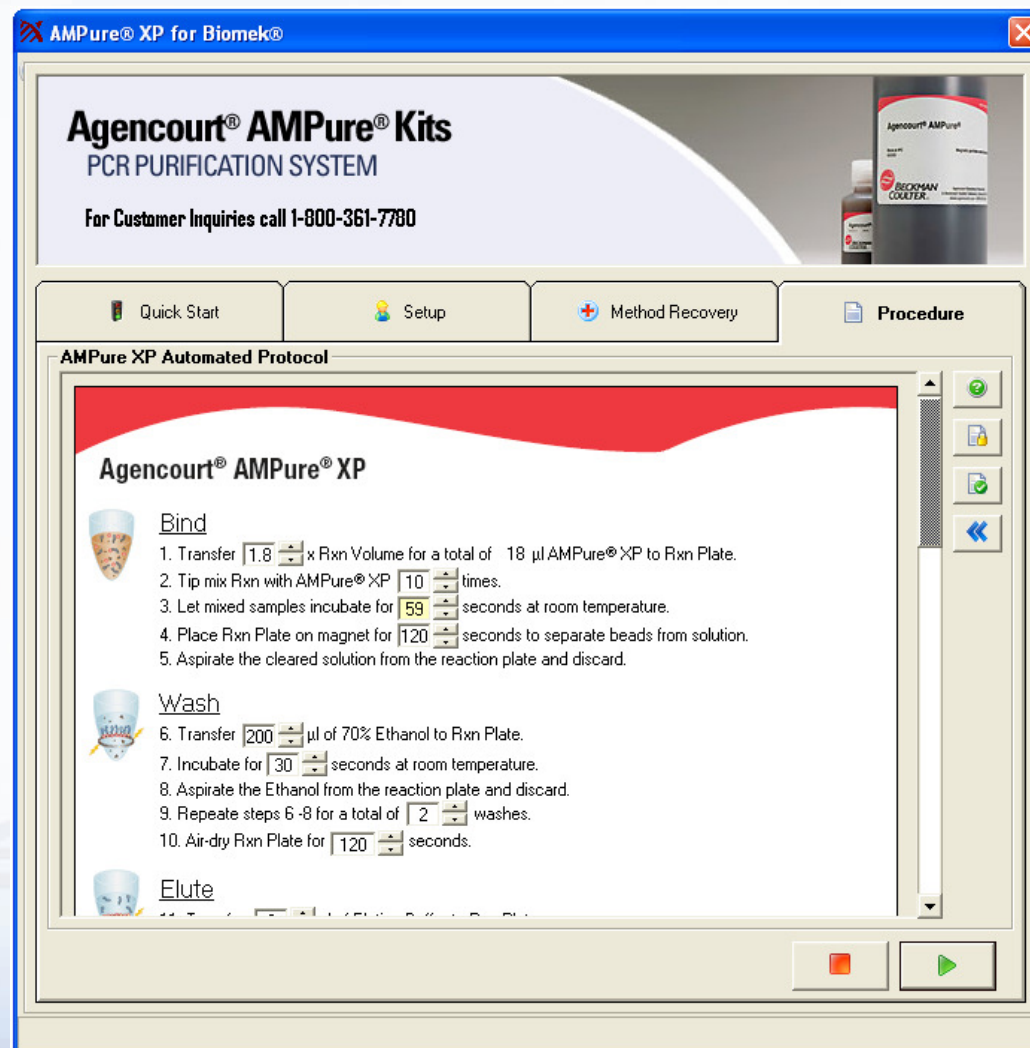 AMPure® XP for Biomek®
Agencourt® AMPure® Kits
PCR PURIFICATION SYSTEM
For Customer Inquiries call 1-800-361-7780
Agencourt® AMPure®
BECKMAN
COULTER
Quick Start
Setup
Method Recovery
Procedure
AMPure XP Automated Protocol
Agencourt® AMPure® XP
Bind
1. Transfer 1.8 x Rxn Volume for a total of 18 µl AMPure® XP to Rxn Plate.
2. Tip mix Rxn with AMPure® XP 10 times.
3. Let mixed samples incubate for 59 seconds at room temperature.
4. Place Rxn Plate on magnet for 120 seconds to separate beads from solution.
5. Aspirate the cleared solution from the reaction plate and discard.
Wash
6. Transfer 200 µl of 70% Ethanol to Rxn Plate.
7. Incubate for 30 seconds at room temperature.
8. Aspirate the Ethanol from the reaction plate and discard.
9. Repeate steps 6 -8 for a total of 2 washes.
10. Air-dry Rxn Plate for 120 seconds.
Elute